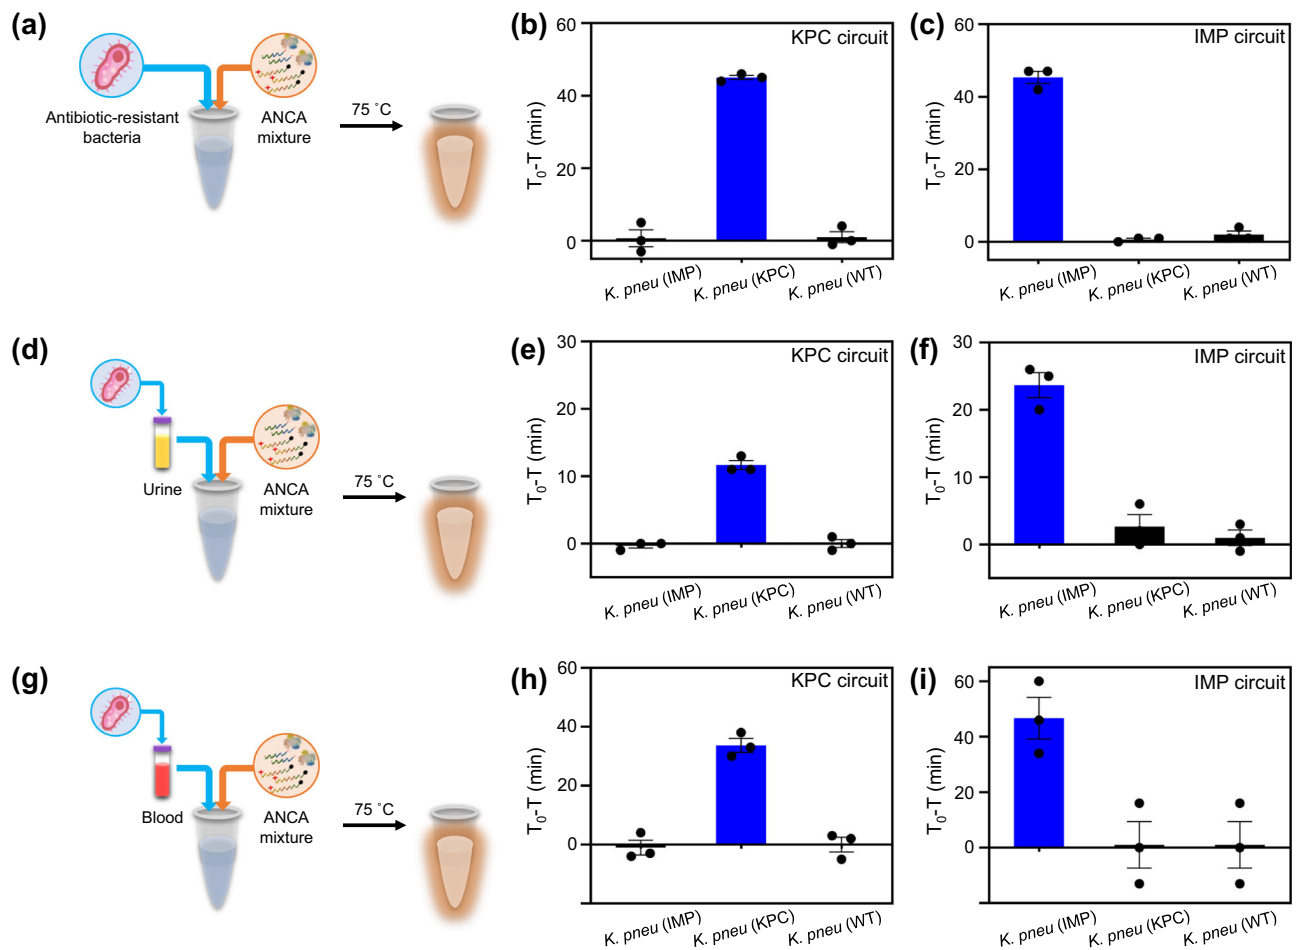 (a)
Antibiotic-resistant
bacteria
ANCA
mixture
75 ˚C
(b)
KPC circuit
T₀-T (min)
60
40
20
0
K. pneu (IMP)
K. pneu (KPC)
K. pneu (WT)
(c)
IMP circuit
T₀-T (min)
60
40
20
0
K. pneu (IMP)
K. pneu (KPC)
K. pneu (WT)
(d)
Urine
ANCA
mixture
75 ˚C
(e)
KPC circuit
T₀-T (min)
30
20
10
0
K. pneu (IMP)
K. pneu (KPC)
K. pneu (WT)
(f)
IMP circuit
T₀-T (min)
30
20
10
0
K. pneu (IMP)
K. pneu (KPC)
K. pneu (WT)
(g)
Blood
ANCA
mixture
75 ˚C
(h)
KPC circuit
T₀-T (min)
60
40
20
0
K. pneu (IMP)
K. pneu (KPC)
K. pneu (WT)
(i)
IMP circuit
T₀-T (min)
60
40
20
0
K. pneu (IMP)
K. pneu (KPC)
K. pneu (WT)